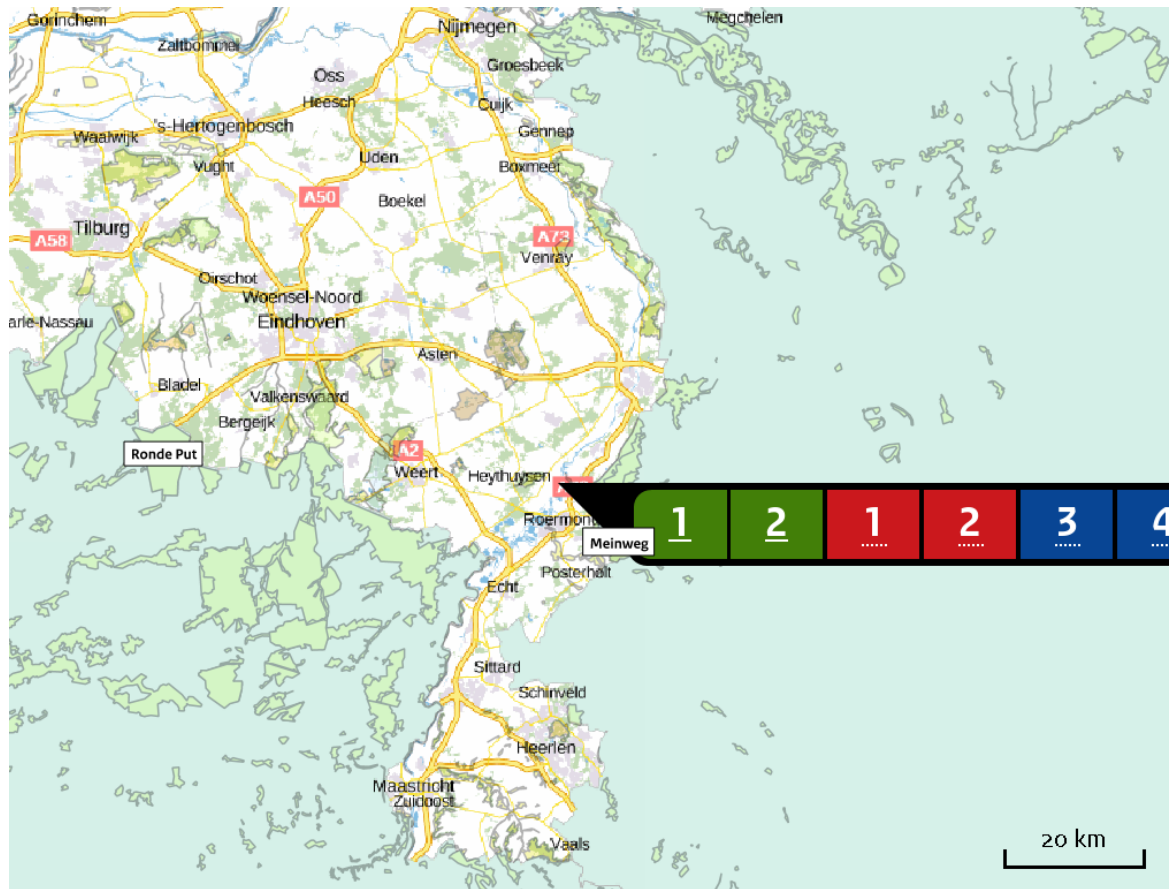 Gorinchem
Nijmegen
Megchelen
Zaltbommel
Groesbeek
Oss
Heesch
Cuijk
's-Hertogenbosch
Waalwijk
Gennep
Vught
Uden
Boxmeer
A50
Boekel
Tilburg
A58
A73
Venray
Oirschot
Woensel-Noord
Eindhoven
arle-Nassau
Asten
Bladel
Valkenswaard
Bergeijk
Ronde Put
A2
Weert
Heythuysen
Roermond
1 2 1 2 3 4
Meinweg
Posterholt
Echt
Sittard
Schinveld
Heerlen
Maastricht
Zuidoost
Vaals
20 km